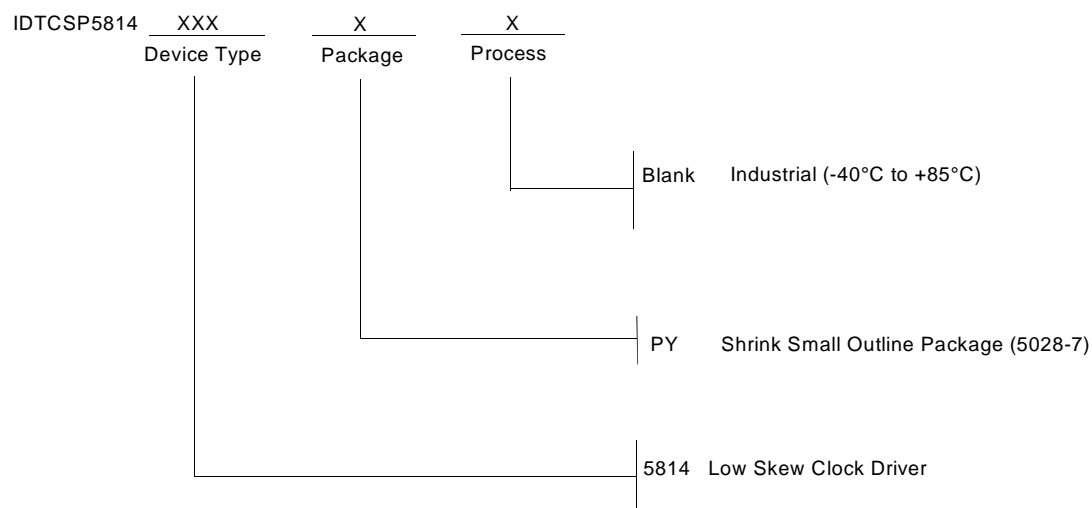 IDTCSP5814 XXX X X
Device Type Package Process
Blank Industrial (-40°C to +85°C)
PY Shrink Small Outline Package (5028-7)
5814 Low Skew Clock Driver